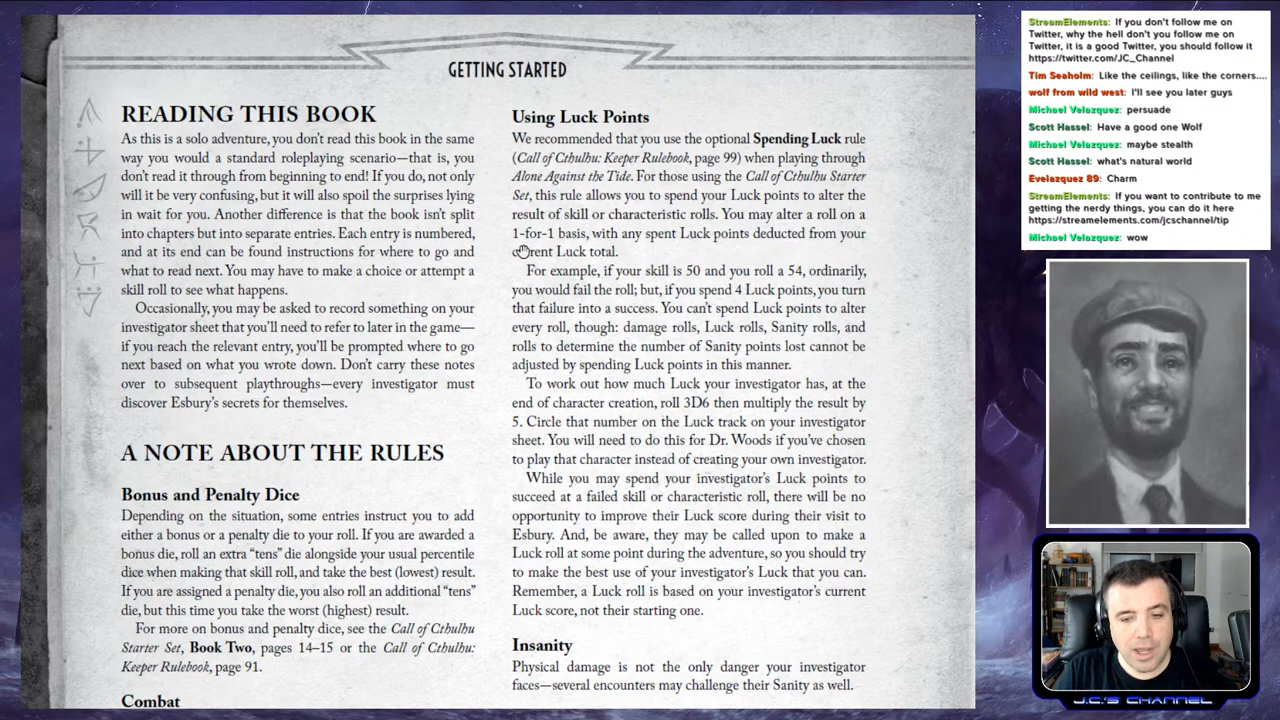 GETTING STARTED
READING THIS BOOK
As this is a solo adventure, you don't read this book in the same
way you would a standard roleplaying scenario—that is, you
don't read it through from beginning to end! If you do, not only
will it be very confusing, but it will also spoil the surprises lying
in wait for you. Another difference is that the book isn't split
into chapters but into separate entries. Each entry is numbered,
and at its end can be found instructions for where to go and
what to read next. You may have to make a choice or attempt a
skill roll to see what happens.
Occasionally, you may be asked to record something on your
investigator sheet that you'll need to refer to later in the game—
if you reach the relevant entry, you'll be prompted where to go
next based on what you wrote down. Don't carry these notes
over to subsequent playthroughs—every investigator must
discover Esbury's secrets for themselves.
A NOTE ABOUT THE RULES
Bonus and Penalty Dice
Depending on the situation, some entries instruct you to add
either a bonus or a penalty die to your roll. If you are awarded a
bonus die, roll an extra "tens" die alongside your usual percentile
dice when making that skill roll, and take the best (lowest) result.
If you are assigned a penalty die, you also roll an additional "tens"
die, but this time you take the worst (highest) result.
For more on bonus and penalty dice, see the Call of Cthulhu
Starter Set, Book Two, pages 14–15 or the Call of Cthulhu:
Keeper Rulebook, page 91.
Combat
Using Luck Points
We recommended that you use the optional Spending Luck rule
(Call of Cthulhu: Keeper Rulebook, page 99) when playing through
Alone Against the Tide. For those using the Call of Cthulhu Starter
Set, this rule allows you to spend your Luck points to alter the
result of skill or characteristic rolls. You may alter a roll on a
1-for-1 basis, with any spent Luck points deducted from your
current Luck total.
For example, if your skill is 50 and you roll a 54, ordinarily,
you would fail the roll; but, if you spend 4 Luck points, you turn
that failure into a success. You can't spend Luck points to alter
every roll, though: damage rolls, Luck rolls, Sanity rolls, and
rolls to determine the number of Sanity points lost cannot be
adjusted by spending Luck points in this manner.
To work out how much Luck your investigator has, at the
end of character creation, roll 3D6 then multiply the result by
5. Circle that number on the Luck track on your investigator
sheet. You will need to do this for Dr. Woods if you've chosen
to play that character instead of creating your own investigator.
While you may spend your investigator's Luck points to
succeed at a failed skill or characteristic roll, there will be no
opportunity to improve their Luck score during their visit to
Esbury. And, be aware, they may be called upon to make a
Luck roll at some point during the adventure, so you should try
to make the best use of your investigator's Luck that you can.
Remember, a Luck roll is based on your investigator's current
Luck score, not their starting one.
Insanity
Physical damage is not the only danger your investigator
faces—several encounters may challenge their Sanity as well.
StreamElements: If you don't follow me on
Twitter, why the hell don't you follow me on
Twitter, it is a good Twitter, you should follow it
https://twitter.com/JC_Channel
Tim Seaholm: Like the ceilings, like the corners....
wolf from wild west: I'll see you later guys
Michael Velazquez: persuade
Scott Hassel: Have a good one Wolf
Michael Velazquez: maybe stealth
Scott Hassel: what's natural world
Evelazquez 89: Charm
StreamElements: If you want to contribute to me
getting the nerdy things, you can do it here
https://streamelements.com/jcschannel/tip
Michael Velazquez: wow
J.C.'S CHANNEL